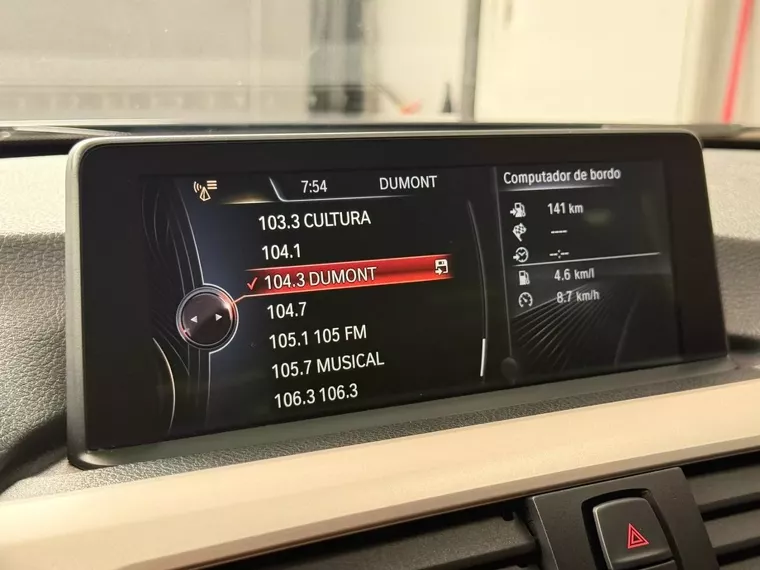 7:54 DUMONT
103.3 CULTURA
104.1
104.3 DUMONT
104.7
105.1 105 FM
105.7 MUSICAL
106.3 106.3
Computador de bordo
141 km
----
--:--
4.6 km/l
8.7 km/h